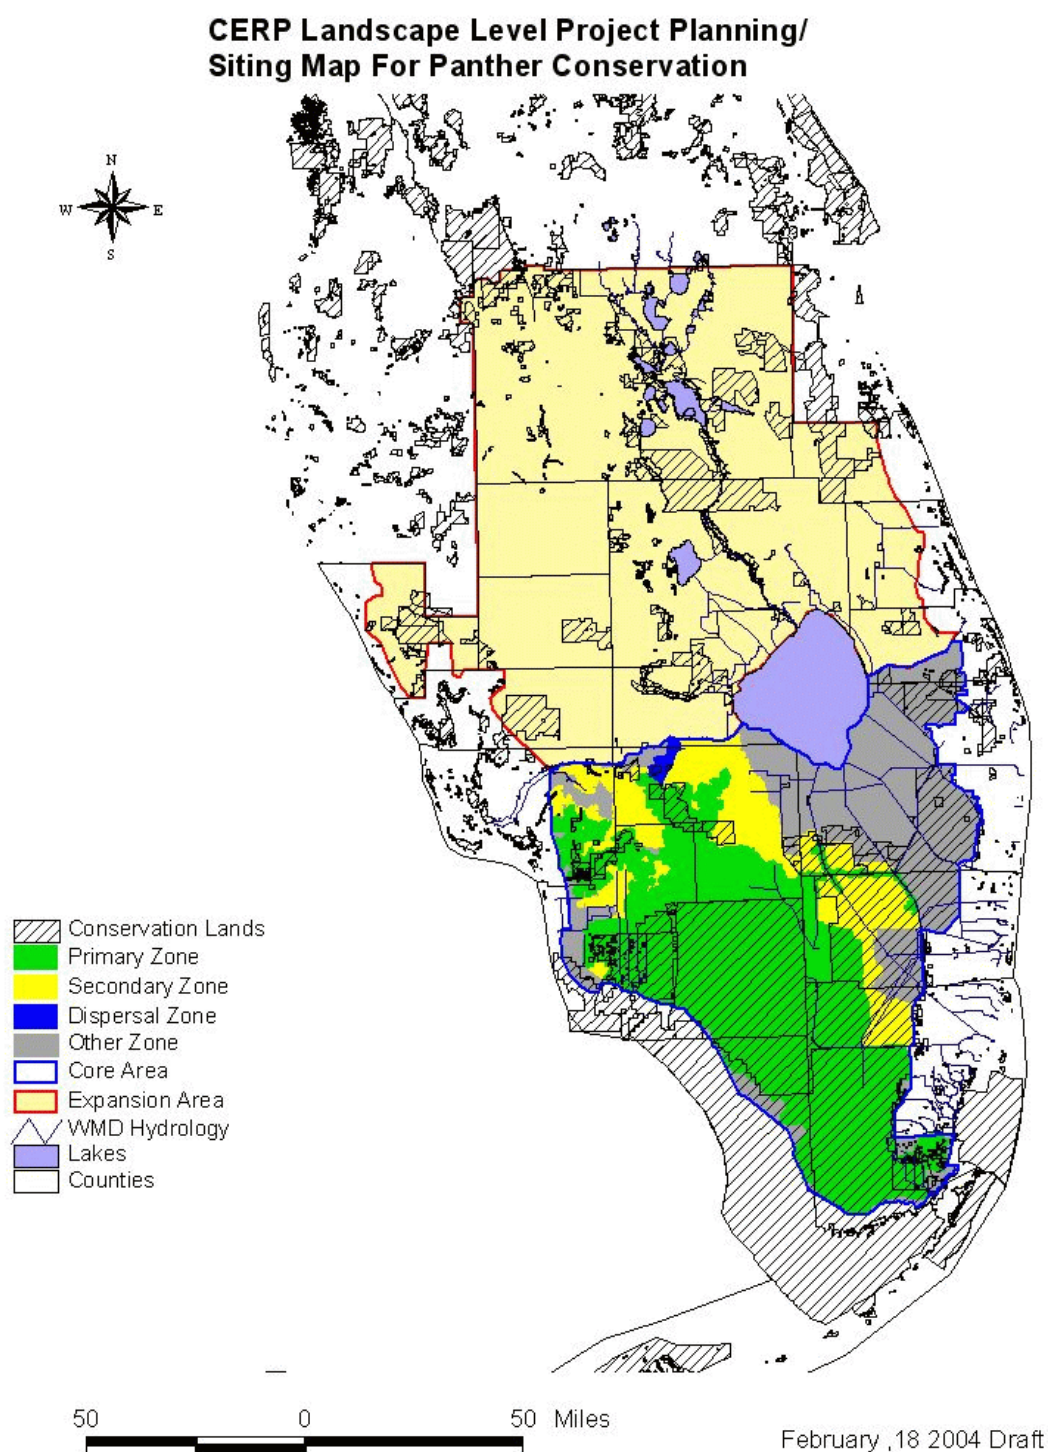 CERP Landscape Level Project Planning/
Siting Map For Panther Conservation
N
W E
S
Conservation Lands
Primary Zone
Secondary Zone
Dispersal Zone
Other Zone
Core Area
Expansion Area
WMD Hydrology
Lakes
Counties
50 0 50 Miles
February ,18 2004 Draft